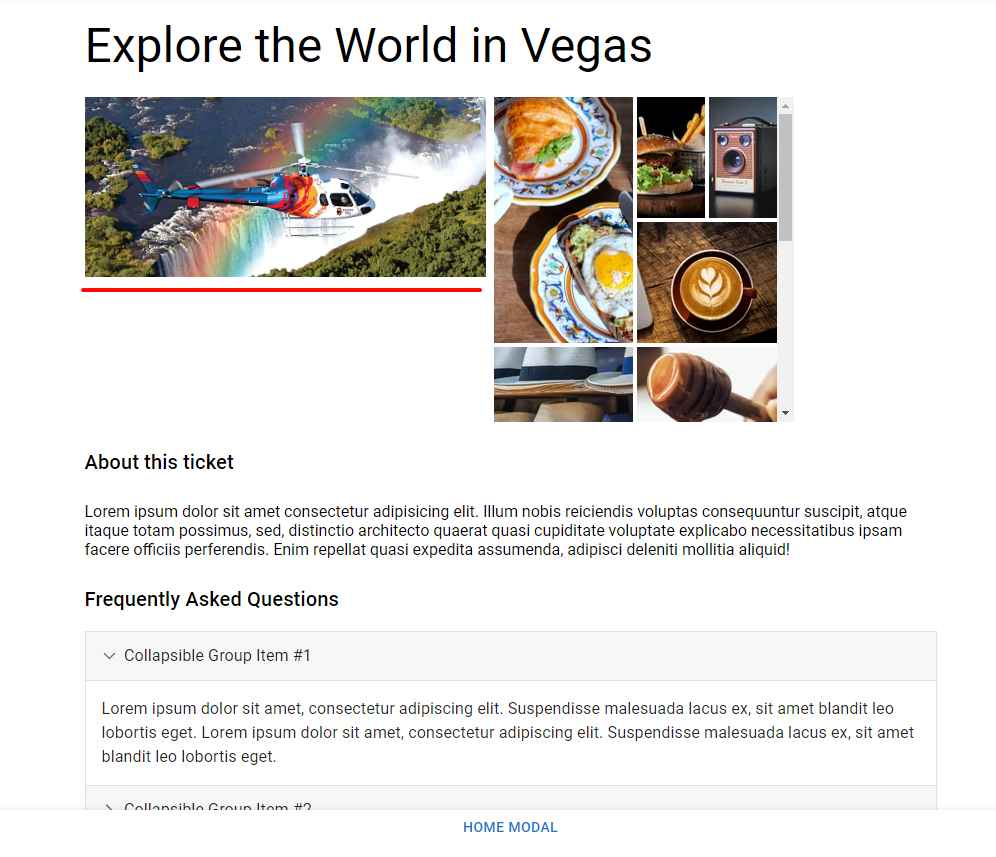 Explore the World in Vegas
About this ticket
Lorem ipsum dolor sit amet consectetur adipisicing elit. Illum nobis reiciendis voluptas consequuntur suscipit, atque
itaque totam possimus, sed, distinctio architecto quaerat quasi cupiditate voluptate explicabo necessitatibus ipsam
facere officiis perferendis. Enim repellat quasi expedita assumenda, adipisci deleniti mollitia aliquid!
Frequently Asked Questions
Collapsible Group Item #1
Lorem ipsum dolor sit amet, consectetur adipiscing elit. Suspendisse malesuada lacus ex, sit amet blandit leo
lobortis eget. Lorem ipsum dolor sit amet, consectetur adipiscing elit. Suspendisse malesuada lacus ex, sit amet
blandit leo lobortis eget.
Collapsible Group Item #2
HOME MODAL